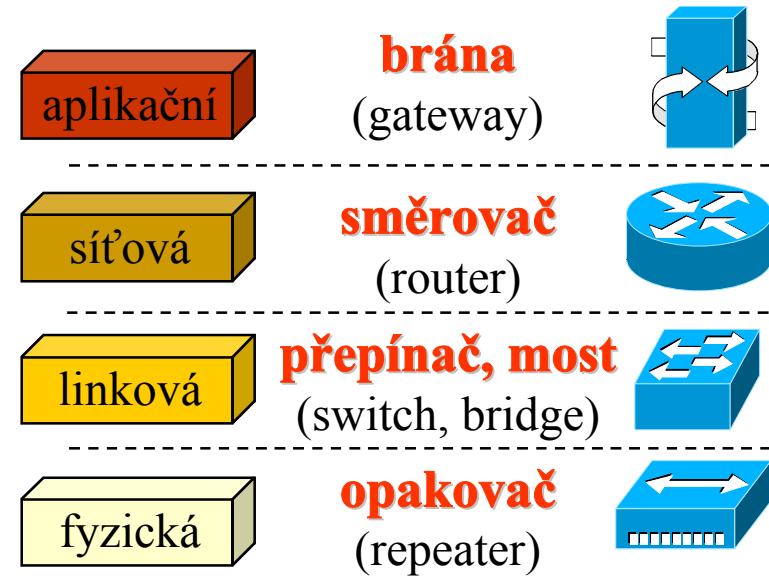 aplikační
brána
(gateway)
síťová
směrovač
(router)
linková
přepínač, most
(switch, bridge)
fyzická
opakovač
(repeater)